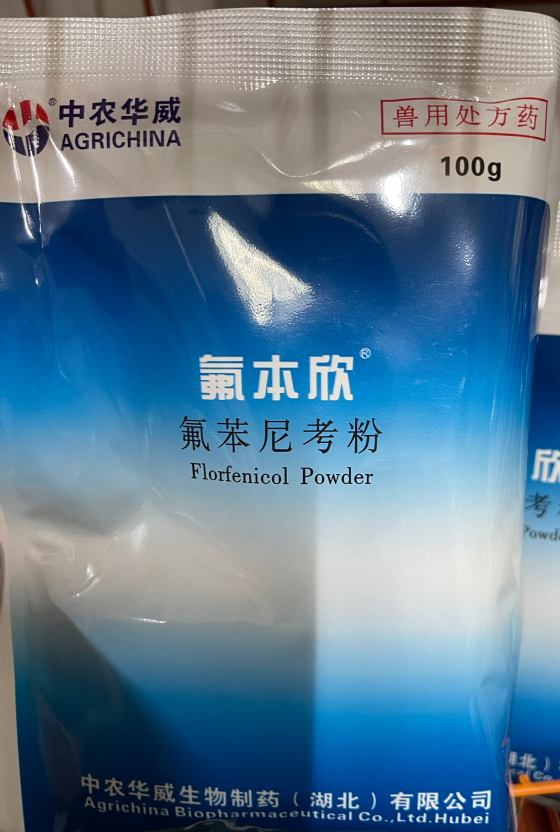 ®中农华威
AGRICHINA
兽用处方药
100g
氟本欣®
氟苯尼考粉
Florfenicol Powder
中农华威生物制药（湖北）有限公司
Agrichina Biopharmaceutical Co.,Ltd.Hubei
欣
考